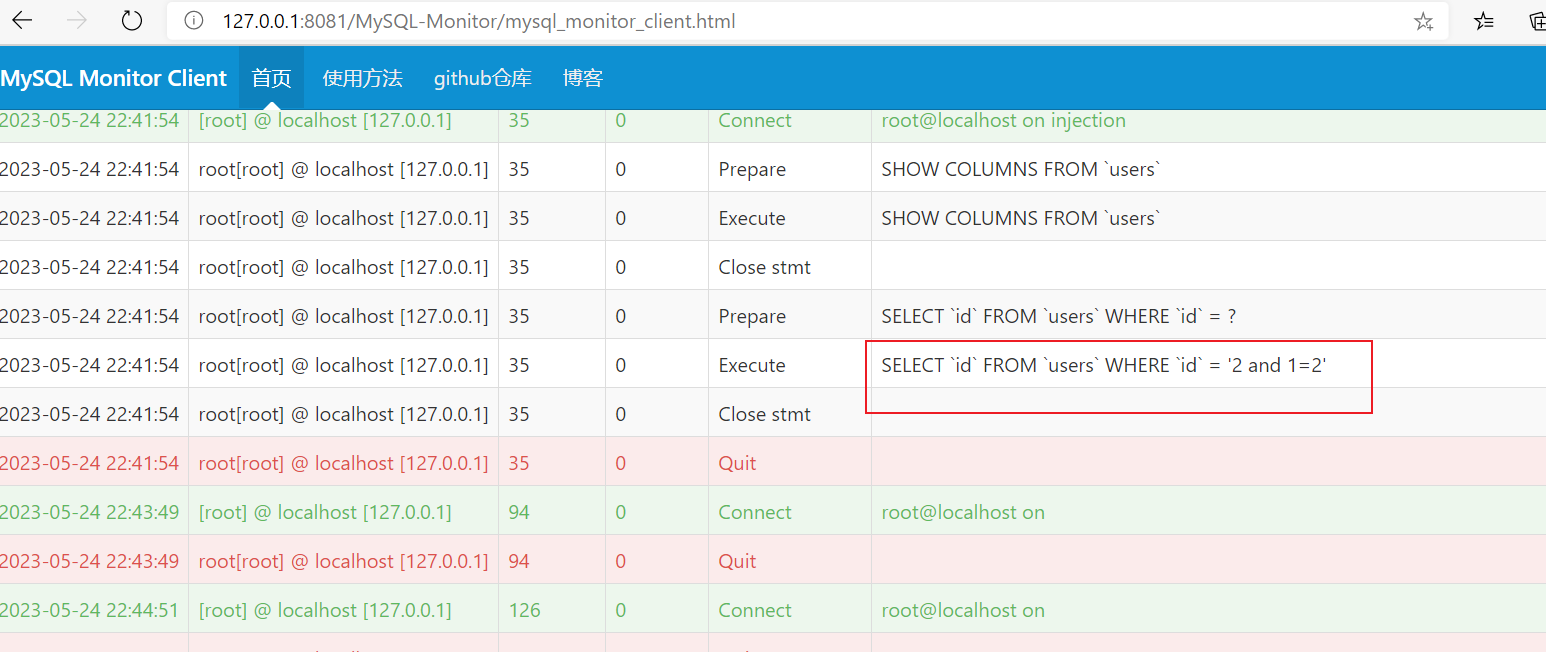 127.0.0.1:8081/MySQL-Monitor/mysql_monitor_client.html
MySQL Monitor Client 首页 使用方法 github仓库 博客
2023-05-24 22:41:54 [root] @ localhost [127.0.0.1] 35 0 Connect root@localhost on injection
2023-05-24 22:41:54 root[root] @ localhost [127.0.0.1] 35 0 Prepare SHOW COLUMNS FROM `users`
2023-05-24 22:41:54 root[root] @ localhost [127.0.0.1] 35 0 Execute SHOW COLUMNS FROM `users`
2023-05-24 22:41:54 root[root] @ localhost [127.0.0.1] 35 0 Close stmt
2023-05-24 22:41:54 root[root] @ localhost [127.0.0.1] 35 0 Prepare SELECT `id` FROM `users` WHERE `id` = ?
2023-05-24 22:41:54 root[root] @ localhost [127.0.0.1] 35 0 Execute SELECT `id` FROM `users` WHERE `id` = '2 and 1=2'
2023-05-24 22:41:54 root[root] @ localhost [127.0.0.1] 35 0 Close stmt
2023-05-24 22:41:54 root[root] @ localhost [127.0.0.1] 35 0 Quit
2023-05-24 22:43:49 [root] @ localhost [127.0.0.1] 94 0 Connect root@localhost on
2023-05-24 22:43:49 root[root] @ localhost [127.0.0.1] 94 0 Quit
2023-05-24 22:44:51 [root] @ localhost [127.0.0.1] 126 0 Connect root@localhost on